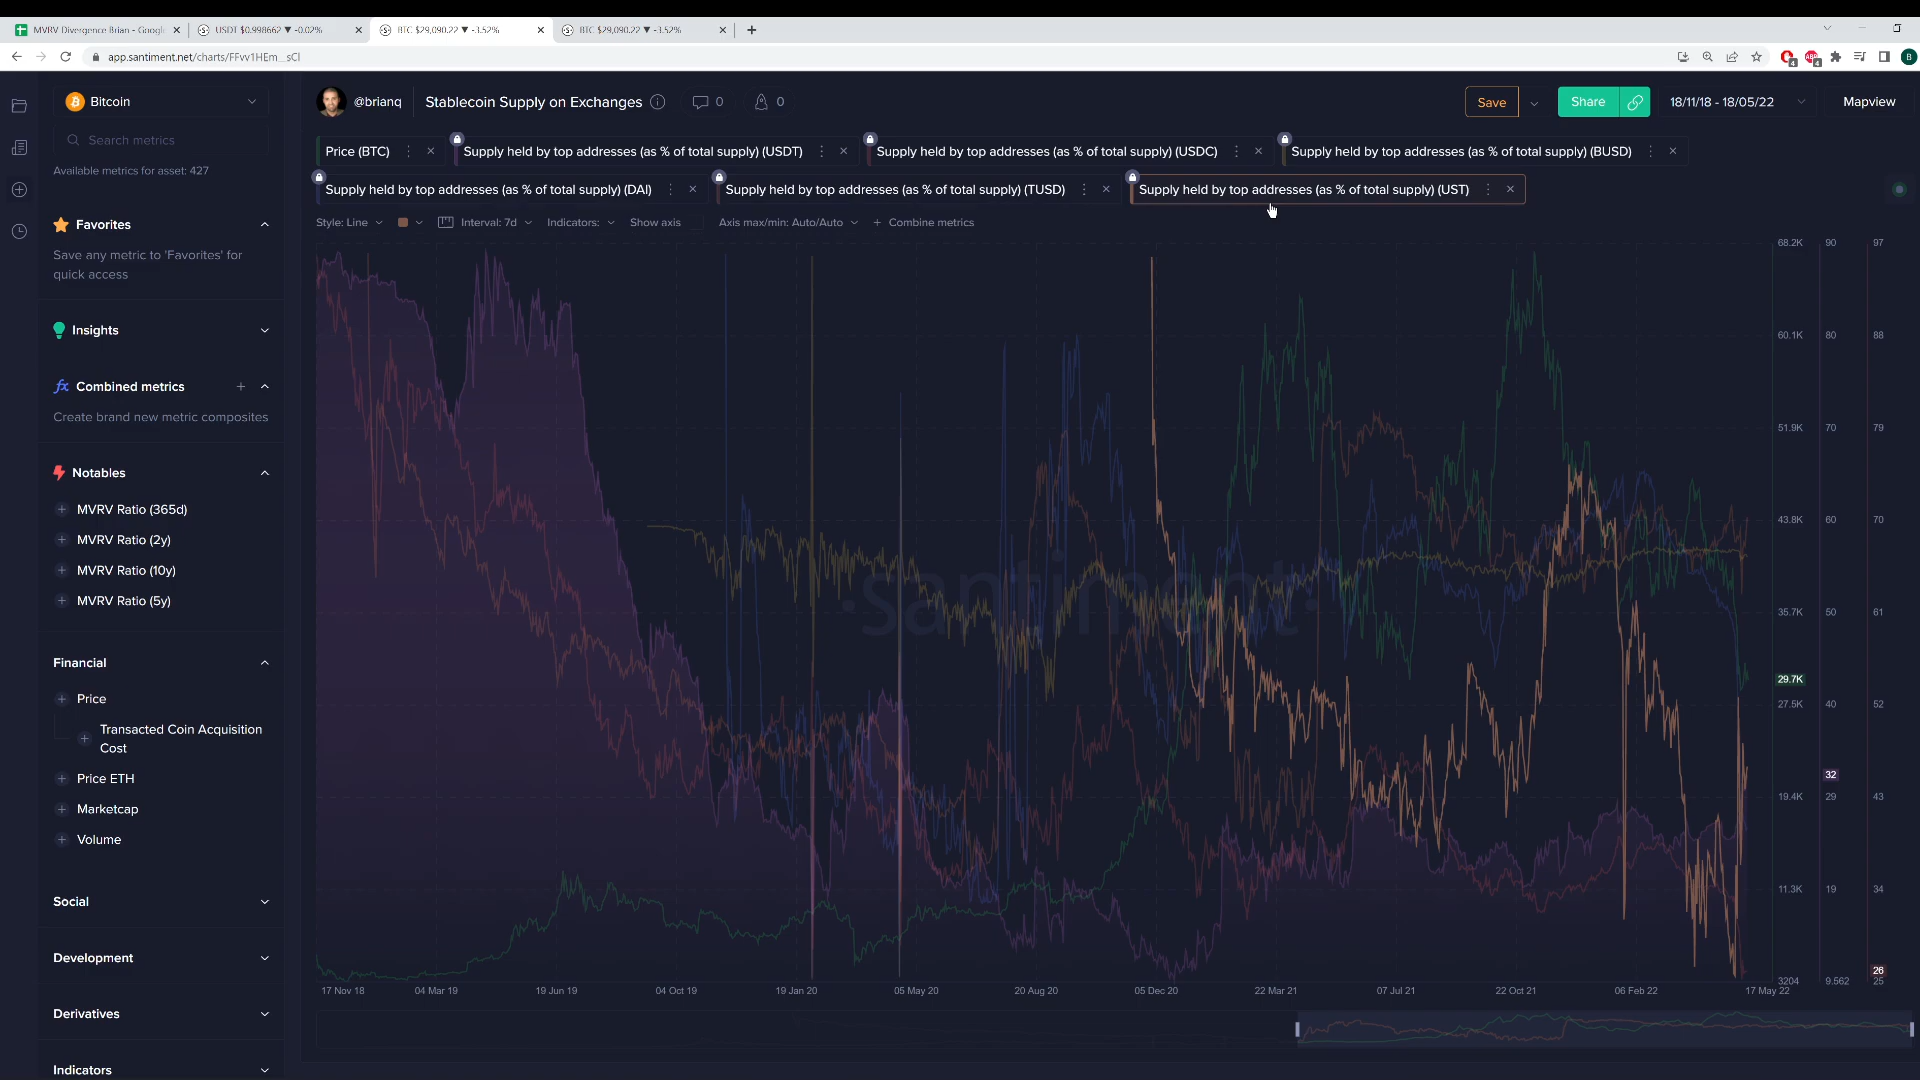 MVRV Divergence Brian - Googl
USDT $0.998662 ▼ -0.02%
BTC $29,090.22 ▼ -3.52%
BTC $29,090.22 ▼ -3.52%
app.santiment.net/charts/FFvv1HEm__sCl
Bitcoin
@brianq
Stablecoin Supply on Exchanges
0
0
Save
Share
18/11/18 - 18/05/22
Mapview
Search metrics
Available metrics for asset: 427
Price (BTC)
Supply held by top addresses (as % of total supply) (USDT)
Supply held by top addresses (as % of total supply) (USDC)
Supply held by top addresses (as % of total supply) (BUSD)
Supply held by top addresses (as % of total supply) (DAI)
Supply held by top addresses (as % of total supply) (TUSD)
Supply held by top addresses (as % of total supply) (UST)
Style: Line
Interval: 7d
Indicators:
Show axis
Axis max/min: Auto/Auto
+ Combine metrics
Favorites
Save any metric to 'Favorites' for
quick access
Insights
fx Combined metrics +
Create brand new metric composites
Notables
+ MVRV Ratio (365d)
+ MVRV Ratio (2y)
+ MVRV Ratio (10y)
+ MVRV Ratio (5y)
Financial
+ Price
+ Transacted Coin Acquisition
Cost
+ Price ETH
+ Marketcap
+ Volume
Social
Development
Derivatives
Indicators
·santiment·
68.2K 90 97
60.1K 80 88
51.9K 70 79
43.8K 60 70
35.7K 50 61
29.7K
27.5K 40 52
32
19.4K 29 43
11.3K 19 34
26
3204 9.562 25
17 Nov 18
04 Mar 19
19 Jun 19
04 Oct 19
19 Jan 20
05 May 20
20 Aug 20
05 Dec 20
22 Mar 21
07 Jul 21
22 Oct 21
06 Feb 22
17 May 22